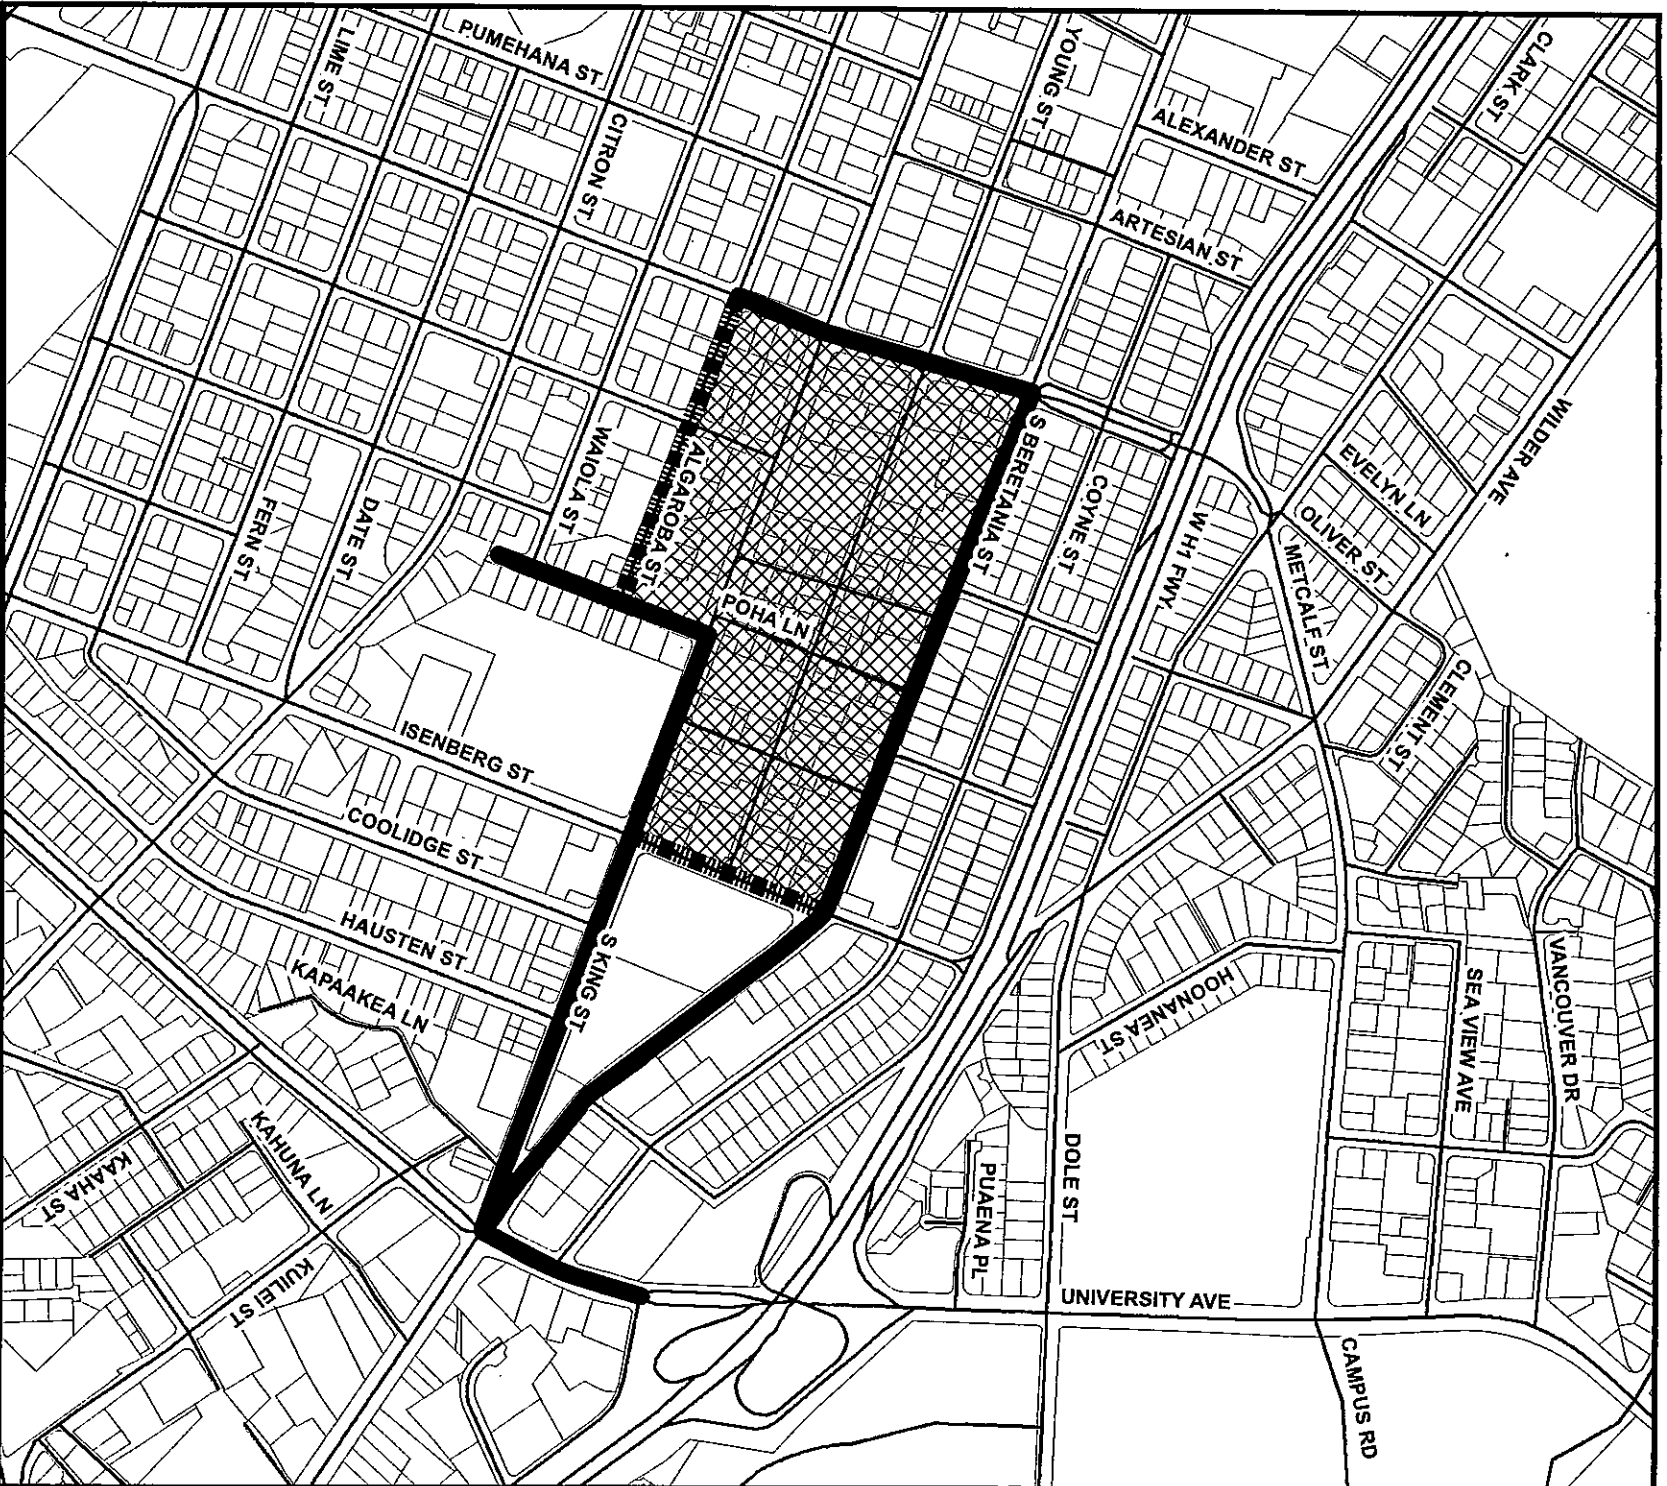 LIME ST
PUMEHANA ST
YOUNG ST
CLARK ST
CITRON ST
ALEXANDER ST
ARTESIAN ST
WAIOLA ST
ALGAROBA ST
S BERETANIA ST
COYNE ST
W H1 FWY
EVELYN LN
WILDER AVE
OLIVER ST
METCALF ST
FERN ST
DATE ST
POHA LN
CLEMENT ST
ISENBERG ST
COOLIDGE ST
HAUSTEN ST
KAPAAKEA LN
S KING ST
HOONANEA ST
SEA VIEW AVE
VANCOUVER DR
KAAHA ST
KAHUNA LN
KUILEI ST
PUAENA PL
DOLE ST
UNIVERSITY AVE
CAMPUS RD